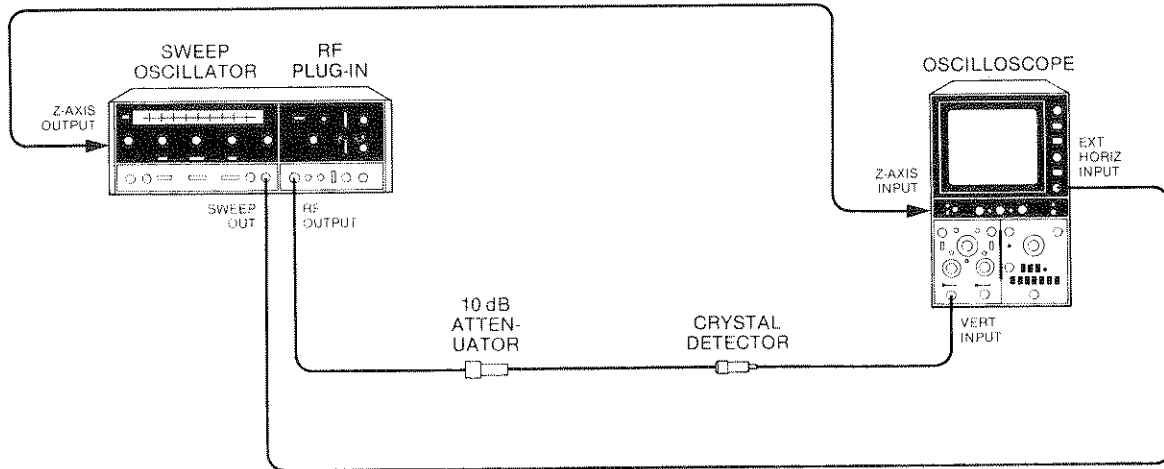 SWEEP
OSCILLATOR
RF
PLUG-IN
Z-AXIS
OUTPUT
SWEEP
OUT
RF
OUTPUT
OSCILLOSCOPE
EXT
HORIZ
INPUT
Z-AXIS
INPUT
10 dB
ATTEN-
UATOR
CRYSTAL
DETECTOR
VERT
INPUT